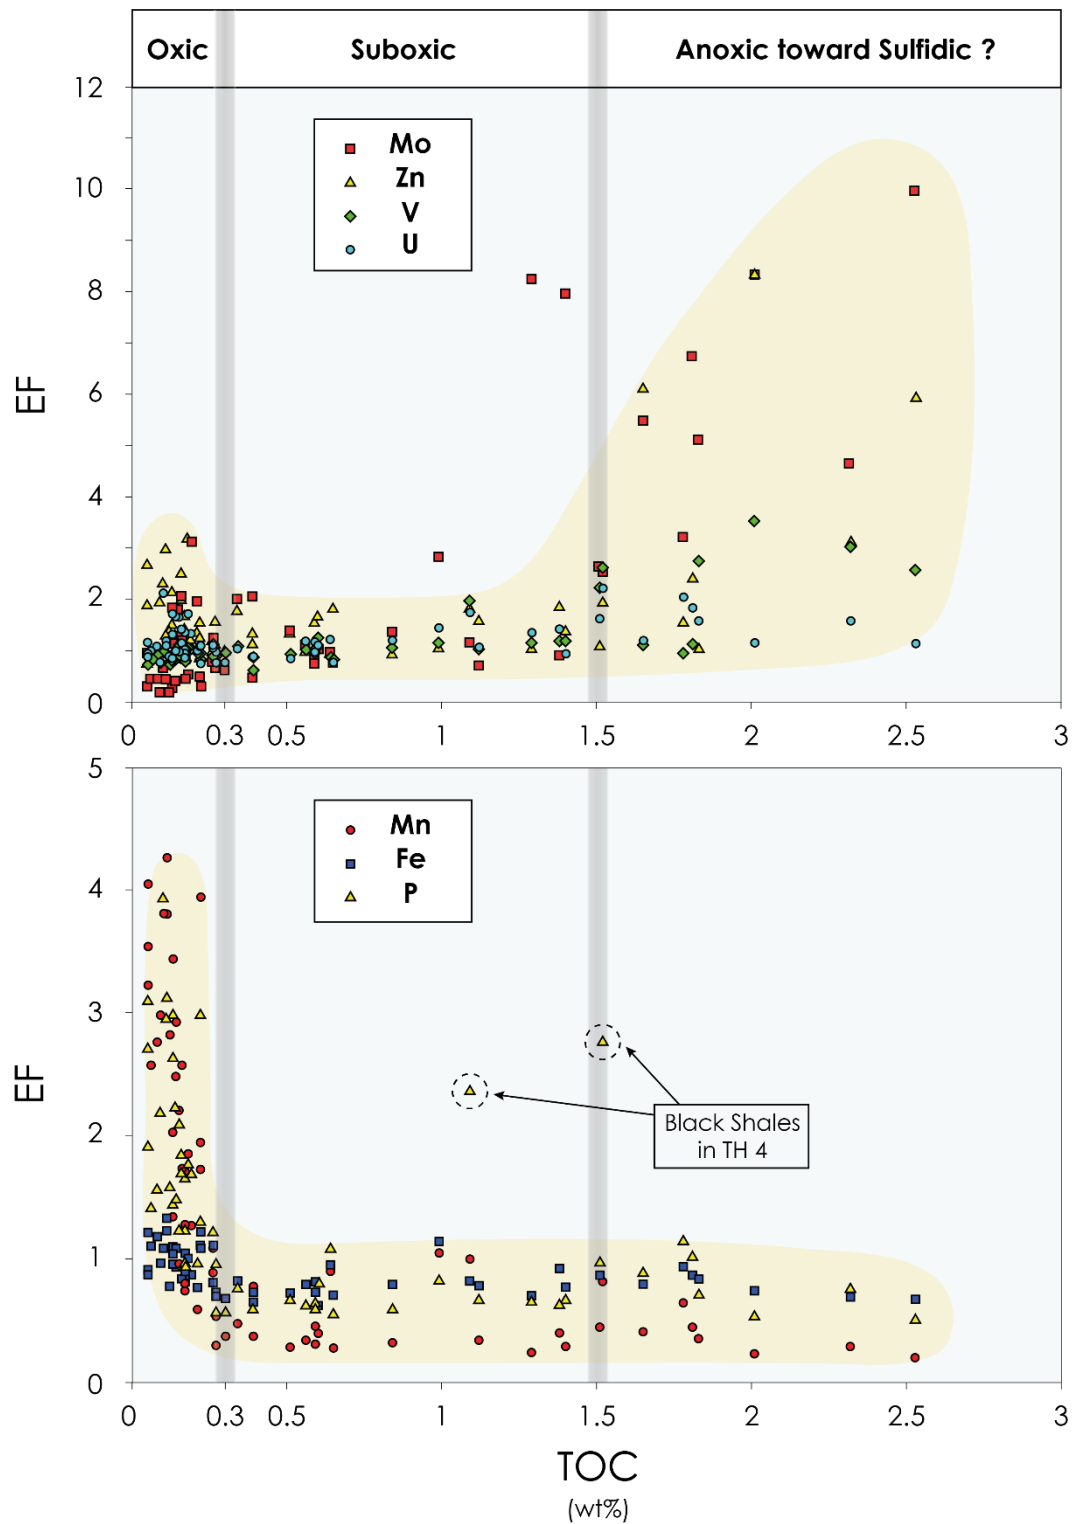 Oxic Suboxic Anoxic toward Sulfidic ?
12
10
8
6
4
2
0
EF
Mo
Zn
V
U
0 0.3 0.5 1 1.5 2 2.5 3
5
4
3
2
1
0
EF
Mn
Fe
P
Black Shales
in TH 4
0 0.3 0.5 1 1.5 2 2.5 3
TOC
(wt%)